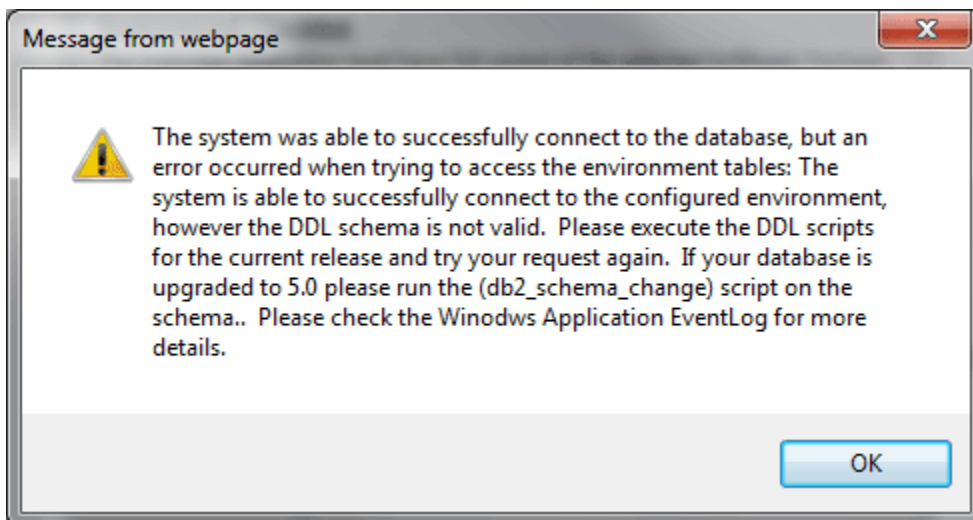 Message from webpage
The system was able to successfully connect to the database, but an
error occurred when trying to access the environment tables: The
system is able to successfully connect to the configured environment,
however the DDL schema is not valid.  Please execute the DDL scripts
for the current release and try your request again.  If your database is
upgraded to 5.0 please run the (db2_schema_change) script on the
schema..  Please check the Winodws Application EventLog for more
details.
OK